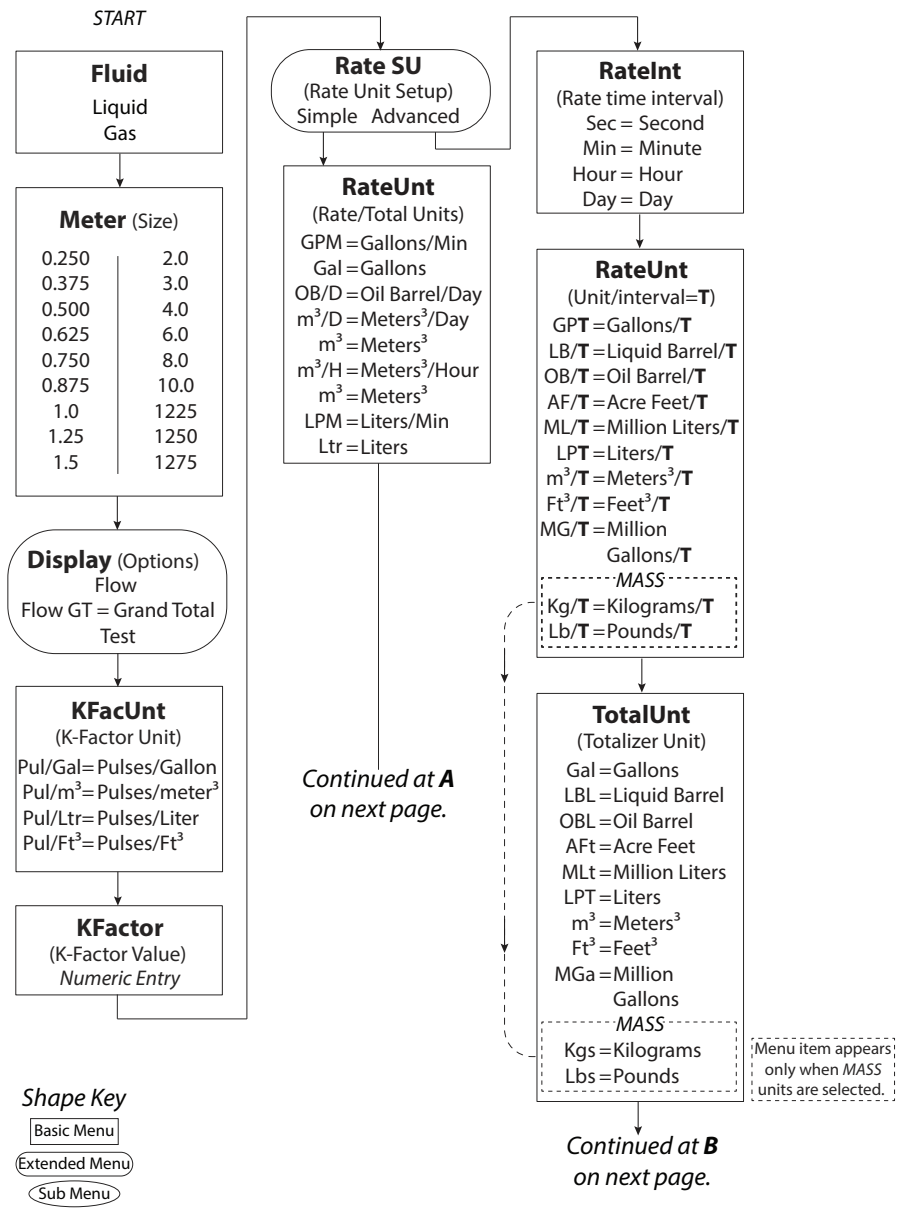 START
Fluid
Liquid
Gas
Meter (Size)
0.250 2.0
0.375 3.0
0.500 4.0
0.625 6.0
0.750 8.0
0.875 10.0
1.0 1225
1.25 1250
1.5 1275
Display (Options)
Flow
Flow GT = Grand Total
Test
KFacUnt
(K-Factor Unit)
Pul/Gal= Pulses/Gallon
Pul/m³= Pulses/meter³
Pul/Ltr= Pulses/Liter
Pul/Ft³= Pulses/Ft³
KFactor
(K-Factor Value)
Numeric Entry
Rate SU
(Rate Unit Setup)
Simple Advanced
RateUnt
(Rate/Total Units)
GPM =Gallons/Min
Gal =Gallons
OB/D =Oil Barrel/Day
m³/D =Meters³/Day
m³ =Meters³
m³/H =Meters³/Hour
m³ =Meters³
LPM =Liters/Min
Ltr =Liters
Continued at A
on next page.
RateInt
(Rate time interval)
Sec = Second
Min = Minute
Hour = Hour
Day = Day
RateUnt
(Unit/interval=T)
GPT =Gallons/T
LB/T =Liquid Barrel/T
OB/T =Oil Barrel/T
AF/T =Acre Feet/T
ML/T =Million Liters/T
LPT =Liters/T
m³/T =Meters³/T
Ft³/T =Feet³/T
MG/T =Million
Gallons/T
MASS
Kg/T =Kilograms/T
Lb/T =Pounds/T
TotalUnt
(Totalizer Unit)
Gal =Gallons
LBL =Liquid Barrel
OBL =Oil Barrel
AFt =Acre Feet
MLt =Million Liters
LPT =Liters
m³ =Meters³
Ft³ =Feet³
MGa =Million
Gallons
MASS
Kgs =Kilograms
Lbs =Pounds
Menu item appears
only when MASS
units are selected.
Continued at B
on next page.
Shape Key
Basic Menu
Extended Menu
Sub Menu